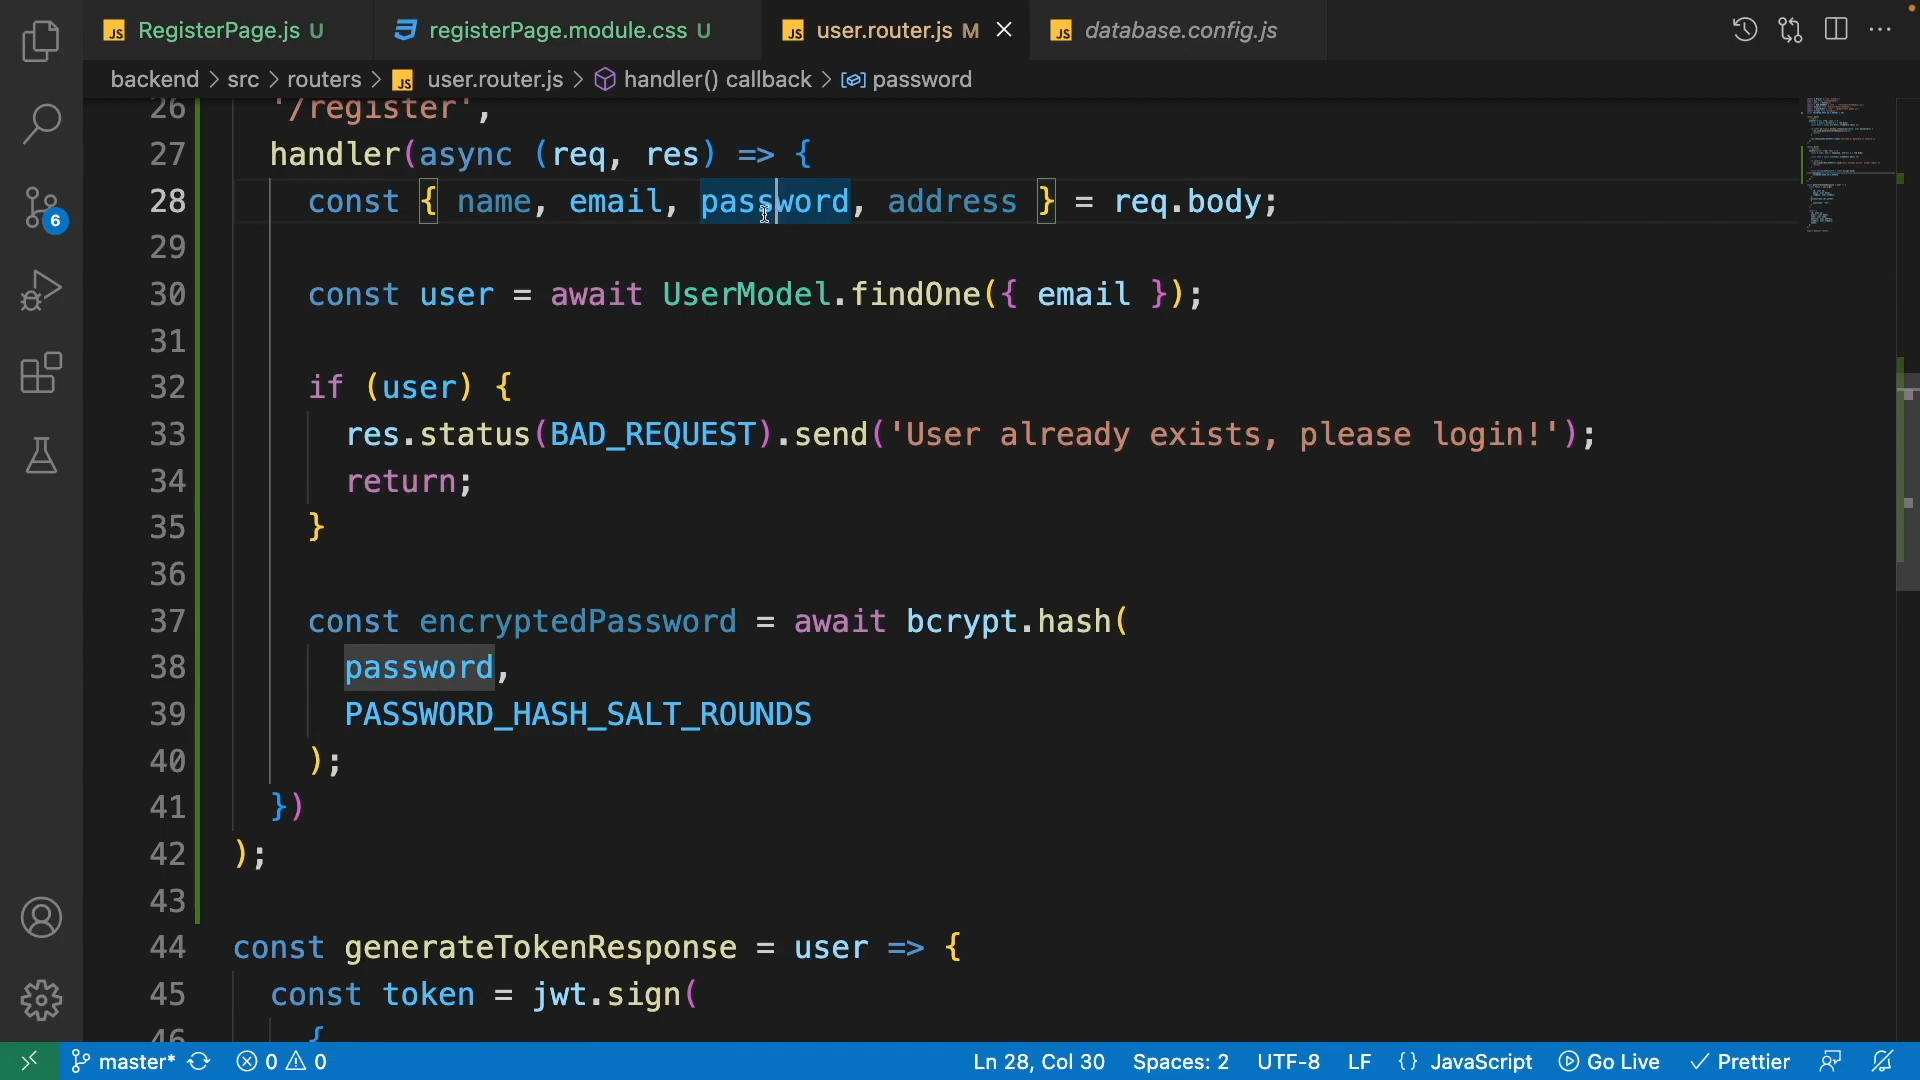 RegisterPage.js U
registerPage.module.css U
user.router.js M
database.config.js
backend > src > routers > user.router.js > handler() callback > password
26 '/register',
27 handler(async (req, res) => {
28 const { name, email, password, address } = req.body;
29
30 const user = await UserModel.findOne({ email });
31
32 if (user) {
33 res.status(BAD_REQUEST).send('User already exists, please login!');
34 return;
35 }
36
37 const encryptedPassword = await bcrypt.hash(
38 password,
39 PASSWORD_HASH_SALT_ROUNDS
40 );
41 })
42 );
43
44 const generateTokenResponse = user => {
45 const token = jwt.sign(
46 {
6
master* 0 0 Ln 28, Col 30 Spaces: 2 UTF-8 LF {} JavaScript Go Live Prettier